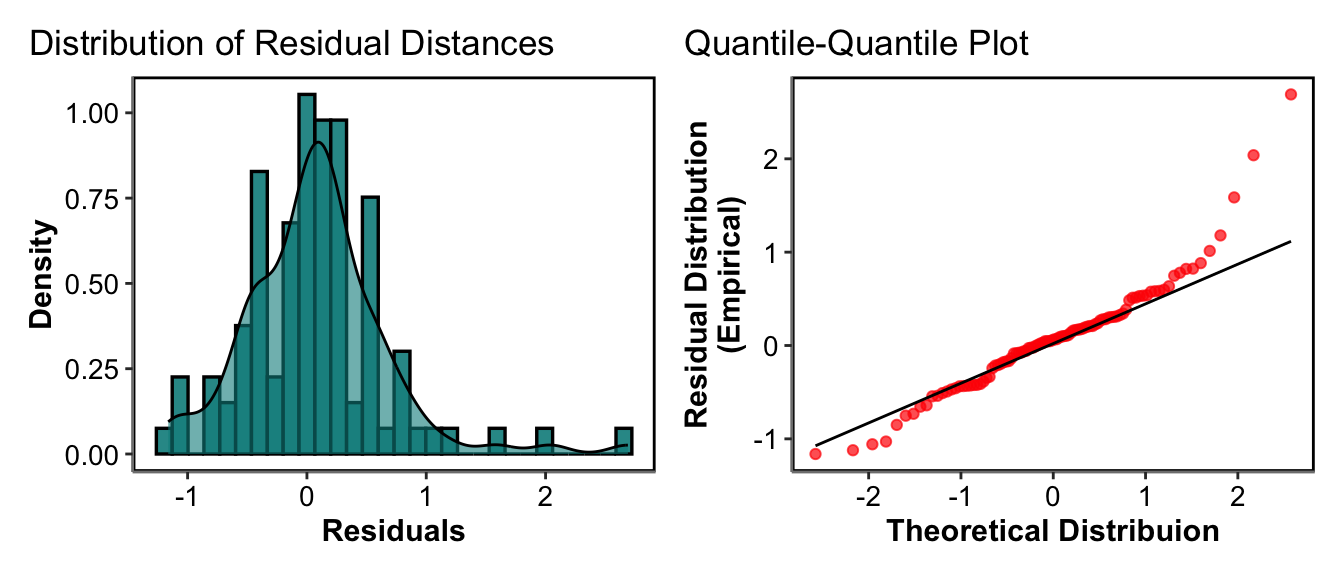 Distribution of Residual Distances
Density
1.00
0.75
0.50
0.25
0.00
-1 0 1 2
Residuals
Quantile-Quantile Plot
Residual Distribution
(Empirical)
2
1
0
-1
-2 -1 0 1 2
Theoretical Distribuion